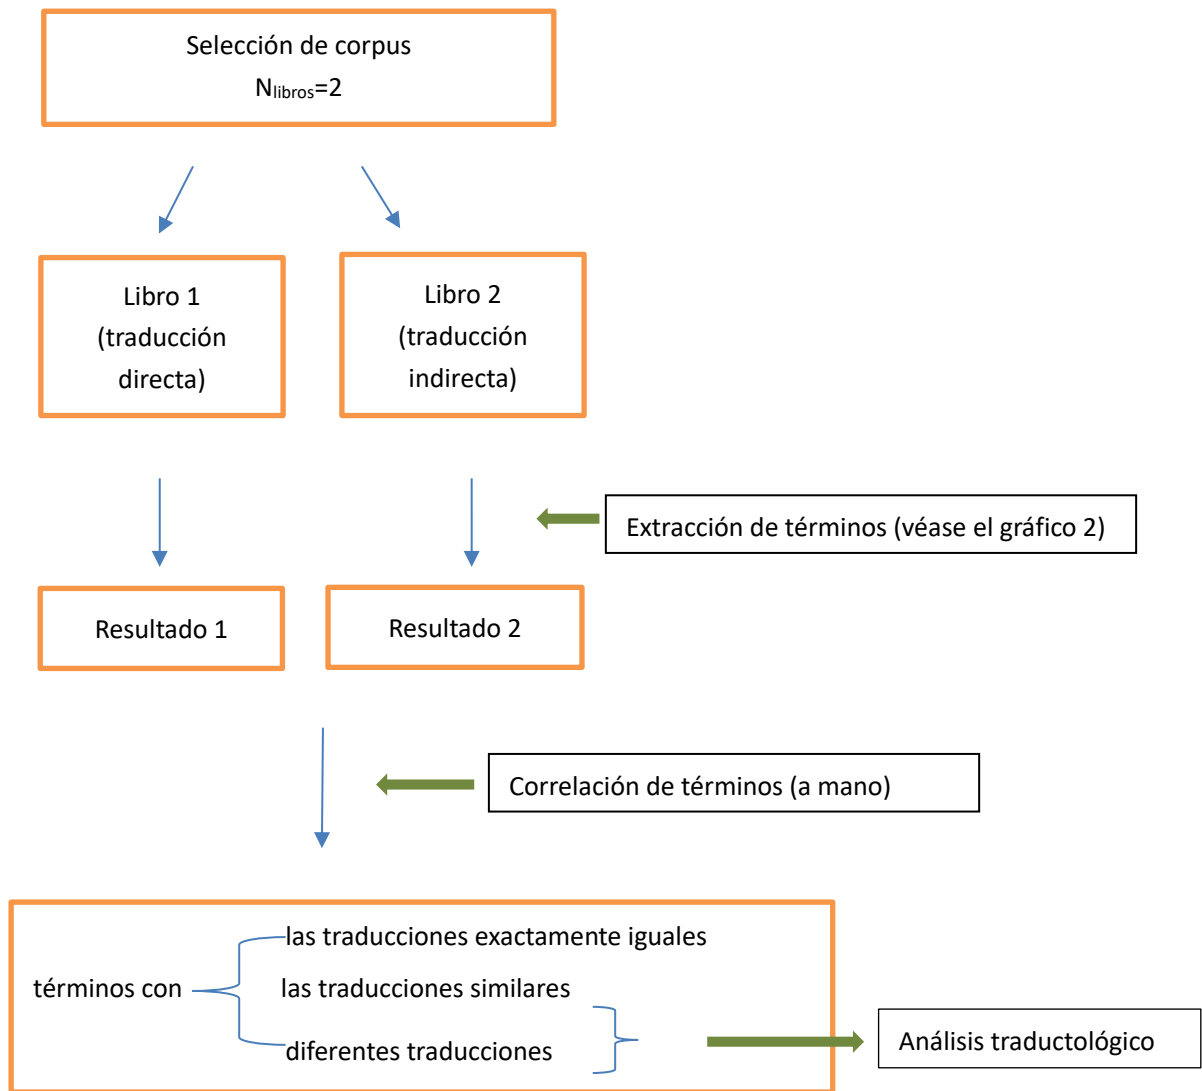 Selección de corpus
Nlibros=2
Libro 1
(traducción
directa)
Libro 2
(traducción
indirecta)
Extracción de términos (véase el gráfico 2)
Resultado 1
Resultado 2
Correlación de términos (a mano)
las traducciones exactamente iguales
términos con
las traducciones similares
diferentes traducciones
Análisis traductológico